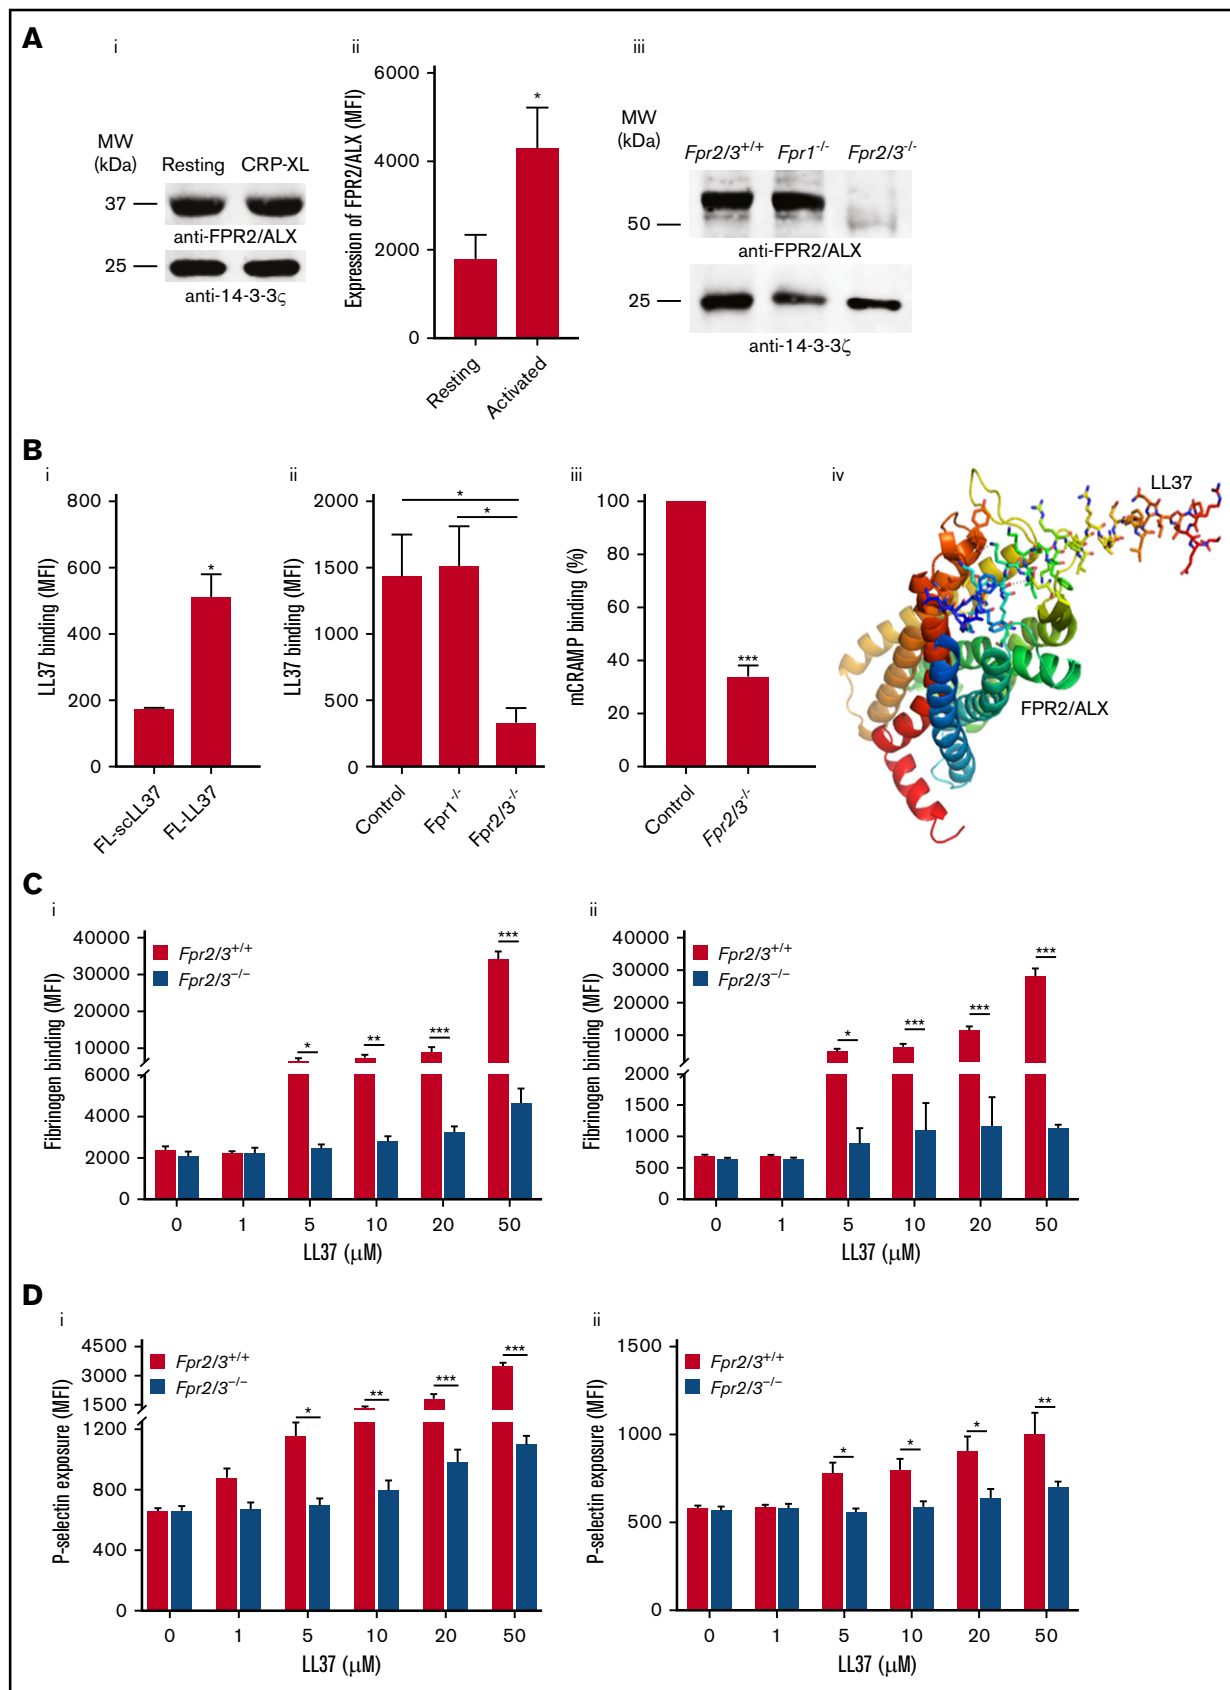 A
i
MW
(kDa)
Resting CRP-XL
37
anti-FPR2/ALX
25
anti-14-3-3ς
ii
Expression of FPR2/ALX (MFI)
6000
4000
2000
0
*
Resting
Activated
iii
MW
(kDa)
Fpr2/3+/+ Fpr1-/- Fpr2/3-/-
50
anti-FPR2/ALX
25
anti-14-3-3ζ
B
i
LL37 binding (MFI)
800
600
400
200
0
*
FL-scLL37
FL-LL37
ii
LL37 binding (MFI)
2000
1500
1000
500
0
*
*
Control
Fpr1-/-
Fpr2/3-/-
iii
mCRAMP binding (%)
100
80
60
40
20
0
***
Control
Fpr2/3-/-
iv
LL37
FPR2/ALX
C
i
Fibrinogen binding (MFI)
40000
30000
20000
10000
6000
4000
2000
0
Fpr2/3+/+
Fpr2/3−/−
* ** *** ***
0 1 5 10 20 50
LL37 (μM)
ii
Fibrinogen binding (MFI)
40000
30000
20000
10000
2000
1500
1000
500
0
Fpr2/3+/+
Fpr2/3−/−
* *** *** ***
0 1 5 10 20 50
LL37 (μM)
D
i
P-selectin exposure (MFI)
4500
3000
1500
1200
800
400
0
Fpr2/3+/+
Fpr2/3−/−
* ** *** ***
0 1 5 10 20 50
LL37 (μM)
ii
P-selectin exposure (MFI)
1500
1000
500
0
Fpr2/3+/+
Fpr2/3−/−
* * * **
0 1 5 10 20 50
LL37 (μM)